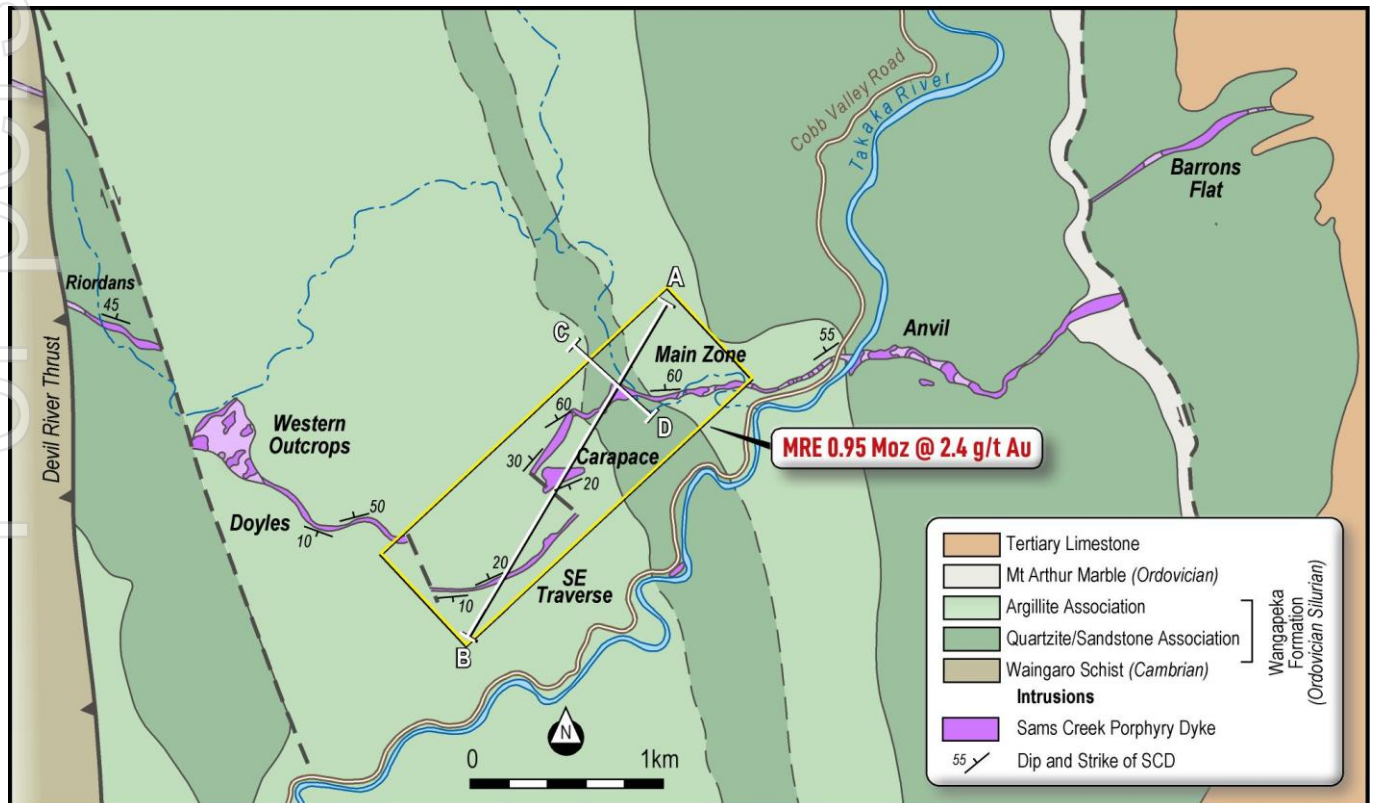 Cobb Valley Road
Takaka River
Barrons
Flat
Riordans
45
A
C
Main Zone
60
55
Anvil
D
Devil River Thrust
Western
Outcrops
60
30
Carapace
20
MRE 0.95 Moz @ 2.4 g/t Au
Doyles
50
10
20
10
SE
Traverse
B
N
0 1km
Tertiary Limestone
Mt Arthur Marble (Ordovician)
Argillite Association
Quartzite/Sandstone Association
Waingaro Schist (Cambrian)
Wangapeka
Formation
(Ordovician Silurian)
Intrusions
Sams Creek Porphyry Dyke
55 Dip and Strike of SCD